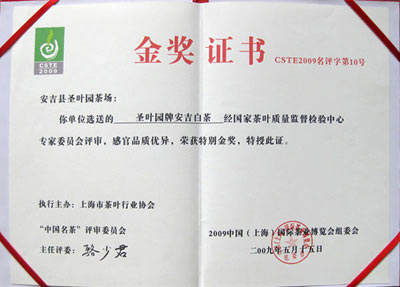 CSTE
2009
金奖证书
CSTE2009名评字第10号
安吉县圣叶园茶场：
你单位选送的 圣叶园牌安吉白茶 经国家茶叶质量监督检验中心
专家委员会评审，感官品质优异，荣获特别金奖，特授此证。
执行主办：上海市茶叶行业协会
“中国名茶”评审委员会
主任评委：骆少君
2009中国（上海）国际茶业博览会组委会
二00九年五月十五日